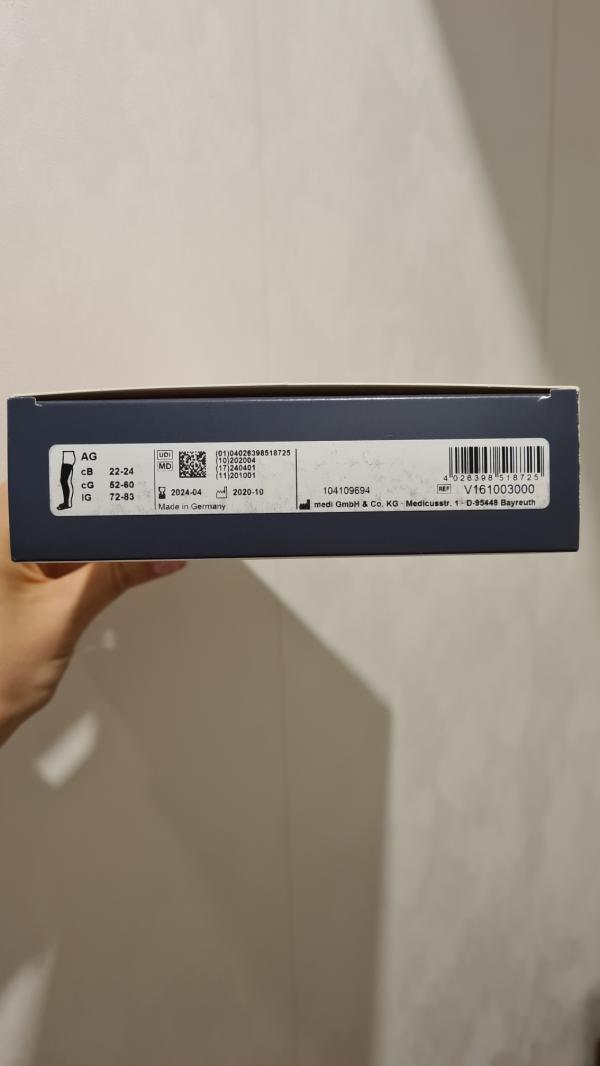 AG
cB 22-24
cG 52-60
lG 72-83
UDI
MD
(01)04026398518725
(10)202004
(17)240401
(11)201001
2024-04 2020-10
Made in Germany
104109694
4 026398 518725
REF V161003000
medi GmbH & Co. KG · Medicusstr. 1 · D-95448 Bayreuth